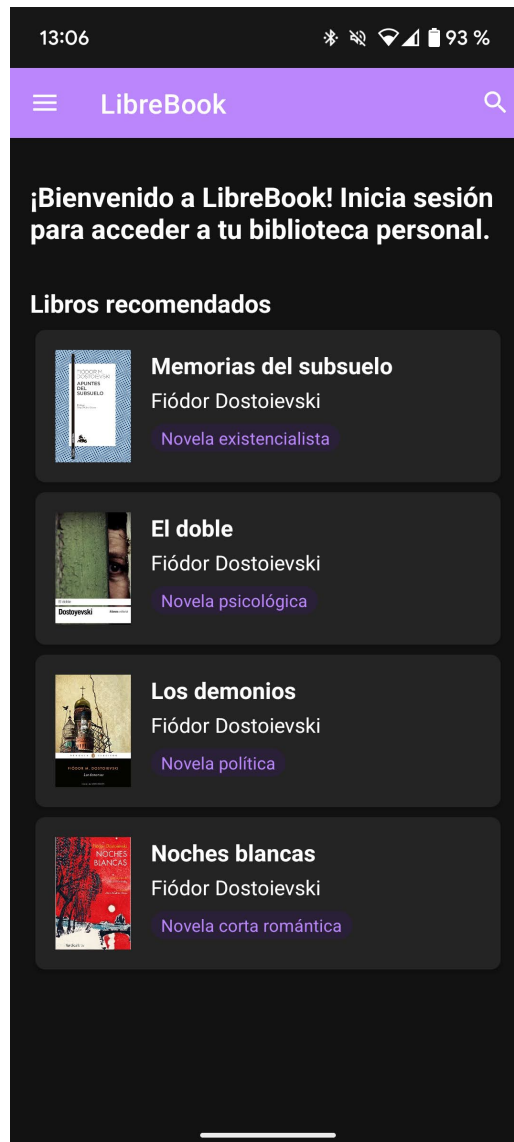 13:06
93 %
LibreBook
¡Bienvenido a LibreBook! Inicia sesión
para acceder a tu biblioteca personal.
Libros recomendados
APUNTES
DEL
SUBSUELO
Memorias del subsuelo
Fiódor Dostoievski
Novela existencialista
Dostoyevski
El doble
Fiódor Dostoievski
Novela psicológica
FIÓDOR M. DOSTOIEVSKI
Los demonios
Fiódor Dostoievski
Novela política
NOCHES
BLANCAS
Noches blancas
Fiódor Dostoievski
Novela corta romántica